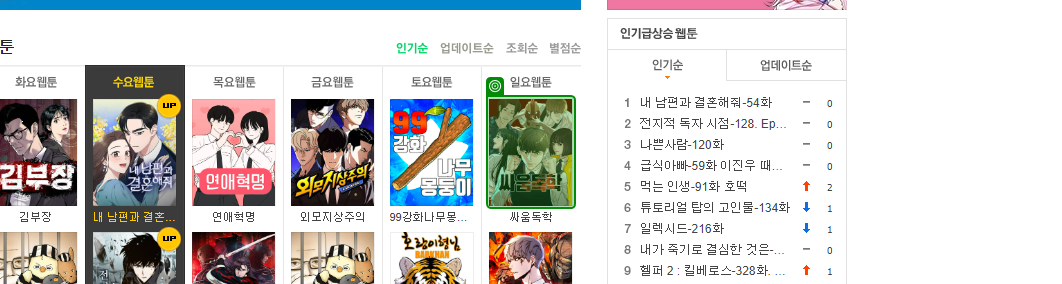 툰
인기순 업데이트순 조회순 별점순
화요웹툰 수요웹툰 목요웹툰 금요웹툰 토요웹툰 일요웹툰
UP
김부장
내 남편과
결혼해줘
연애혁명
외모지상주의
99
강화
나무
몽둥이
싸움독학
김부장 내 남편과 결혼... 연애혁명 외모지상주의 99강화나무몽... 싸움독학
UP
전
호랑이형님
인기급상승 웹툰
인기순 업데이트순
1 내 남편과 결혼해줘-54화 0
2 전지적 독자 시점-128. Ep... 0
3 나쁜사람-120화 0
4 급식아빠-59화 이진우 때... 0
5 먹는 인생-91화 호떡 2
6 튜토리얼 탑의 고인물-134화 1
7 일렉시드-216화 1
8 내가 죽기로 결심한 것은-... 0
9 헬퍼 2 : 킬베로스-328화. ... 1